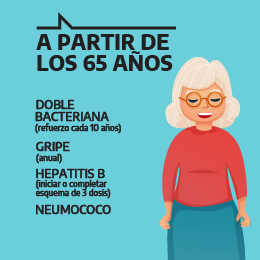 A PARTIR DE
LOS 65 AÑOS
DOBLE
BACTERIANA
(refuerzo cada 10 años)
GRIPE
(anual)
HEPATITIS B
(iniciar o completar
esquema de 3 dosis)
NEUMOCOCO